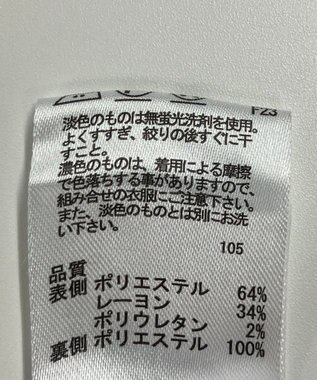 FZ3
淡色のものは無蛍光洗剤を使用。
よくすすぎ、絞りの後すぐに干
すこと。
濃色のものは、着用による摩擦
で色落ちする事がありますので、
組み合せの衣服にご注意下さい。
また、淡色のものとは別にお洗
い下さい。
105
品質
表側 ポリエステル 64%
レーヨン 34%
ポリウレタン 2%
裏側 ポリエステル 100%